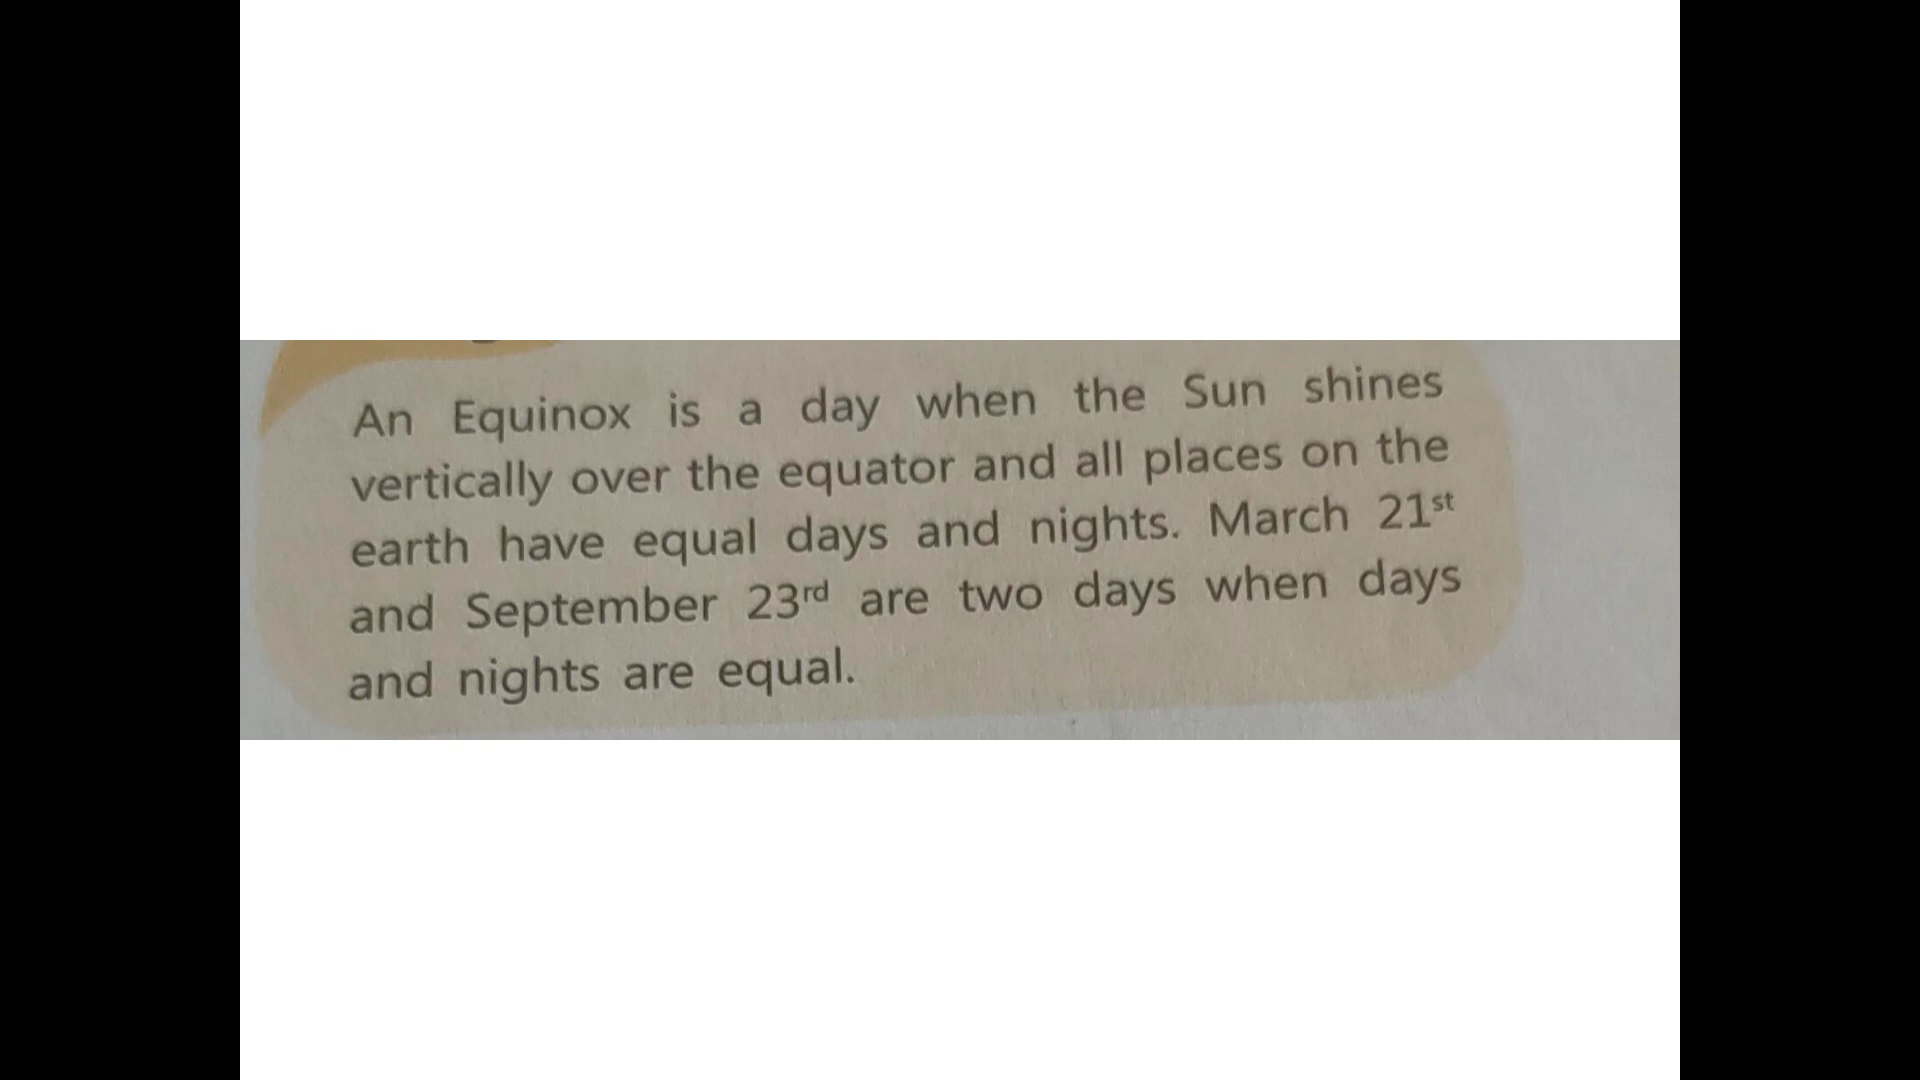 An Equinox is a day when the Sun shines
vertically over the equator and all places on the
earth have equal days and nights. March 21st
and September 23rd are two days when days
and nights are equal.